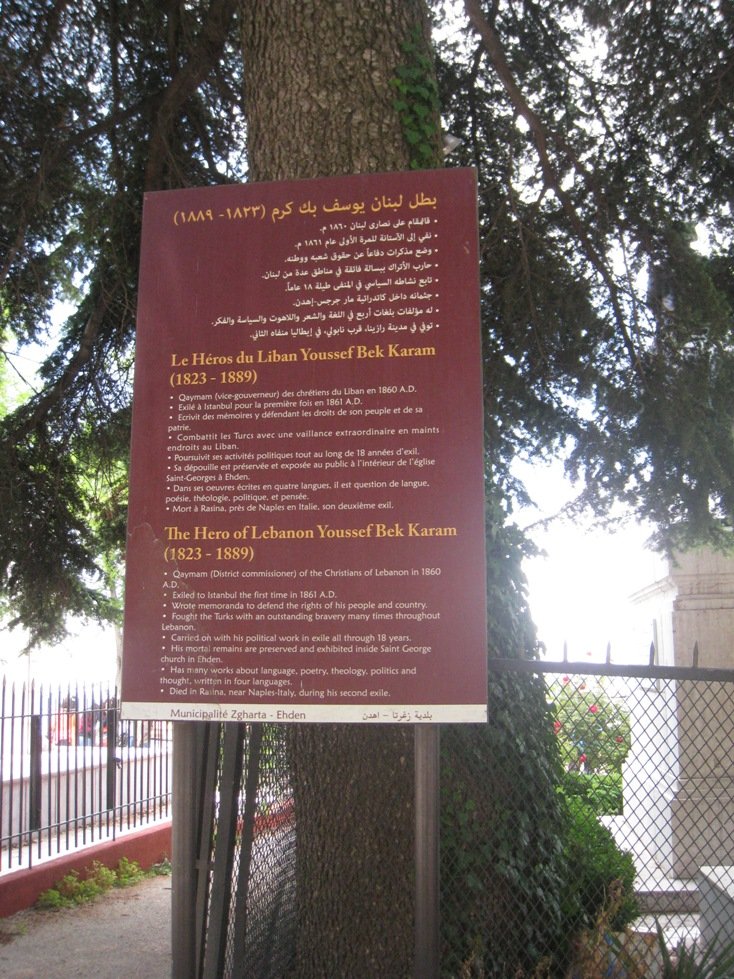 بطل لبنان يوسف بك كرم (١٨٢٣- ١٨٨٩)
• قائمقام على نصارى لبنان ١٨٦٠ م.
• نفي إلى الآستانة للمرة الأولى عام ١٨٦١ م.
• وضع مذكرات دفاعاً عن حقوق شعبه ووطنه.
• حارب الأتراك ببسالة فائقة في مناطق عدة من لبنان.
• تابع نشاطه السياسي في المنفى طيلة ١٨ عاماً.
• جثمانه داخل كاتدرائية مار جرجس-إهدن.
• له مؤلفات بلغات أربع في اللغة والشعر واللاهوت والسياسة والفكر.
• توفي في مدينة رازينا، قرب نابولي، في إيطاليا منفاه الثاني.
Le Héros du Liban Youssef Bek Karam
(1823 - 1889)
• Qaymam (vice-gouverneur) des chrétiens du Liban en 1860 A.D.
• Exilé à Istanbul pour la première fois en 1861 A.D.
• Ecrivit des mémoires y défendant les droits de son peuple et de sa
patrie.
• Combattit les Turcs avec une vaillance extraordinaire en maints
endroits au Liban.
• Poursuivit ses activités politiques tout au long de 18 années d'exil.
• Sa dépouille est préservée et exposée au public à l'intérieur de l'église
Saint-Georges à Ehden.
• Dans ses oeuvres écrites en quatre langues, il est question de langue,
poésie, théologie, politique, et pensée.
• Mort à Rasina, près de Naples en Italie, son deuxième exil.
The Hero of Lebanon Youssef Bek Karam
(1823 - 1889)
• Qaymam (District commissioner) of the Christians of Lebanon in 1860
A.D.
• Exiled to Istanbul the first time in 1861 A.D.
• Wrote memoranda to defend the rights of his people and country.
• Fought the Turks with an outstanding bravery many times throughout
Lebanon.
• Carried on with his political work in exile all through 18 years.
• His mortal remains are preserved and exhibited inside Saint George
church in Ehden.
• Has many works about language, poetry, theology, politics and
thought, written in four languages.
• Died in Rasina, near Naples-Italy, during his second exile.
Municipalité Zgharta - Ehden بلدية زغرتا – اهدن